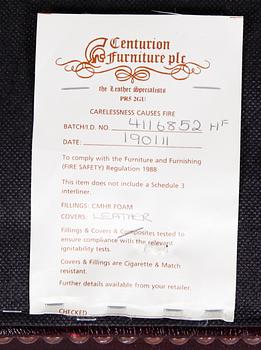 Centurion
Furniture plc
the Leather Specialists
PR5 2GU
CARELESSNESS CAUSES FIRE
BATCH/I.D. NO. 4116852 HF
DATE: 190111
To comply with the Furniture and Furnishing
(FIRE SAFETY) Regulation 1988
This item does not include a Schedule 3
interliner.
FILLINGS: CMHR FOAM
COVERS: LEATHER
Fillings & Covers & Composites tested to
ensure compliance with the relevant
ignitability tests.
Covers & Fillings are Cigarette & Match
resistant.
Further details available from your retailer.
CHECKED